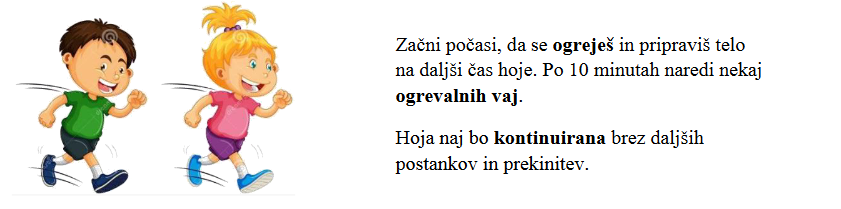 Začni počasi, da se ogreješ in pripraviš telo
na daljši čas hoje. Po 10 minutah naredi nekaj
ogrevalnih vaj.
Hoja naj bo kontinuirana brez daljših
postankov in prekinitev.